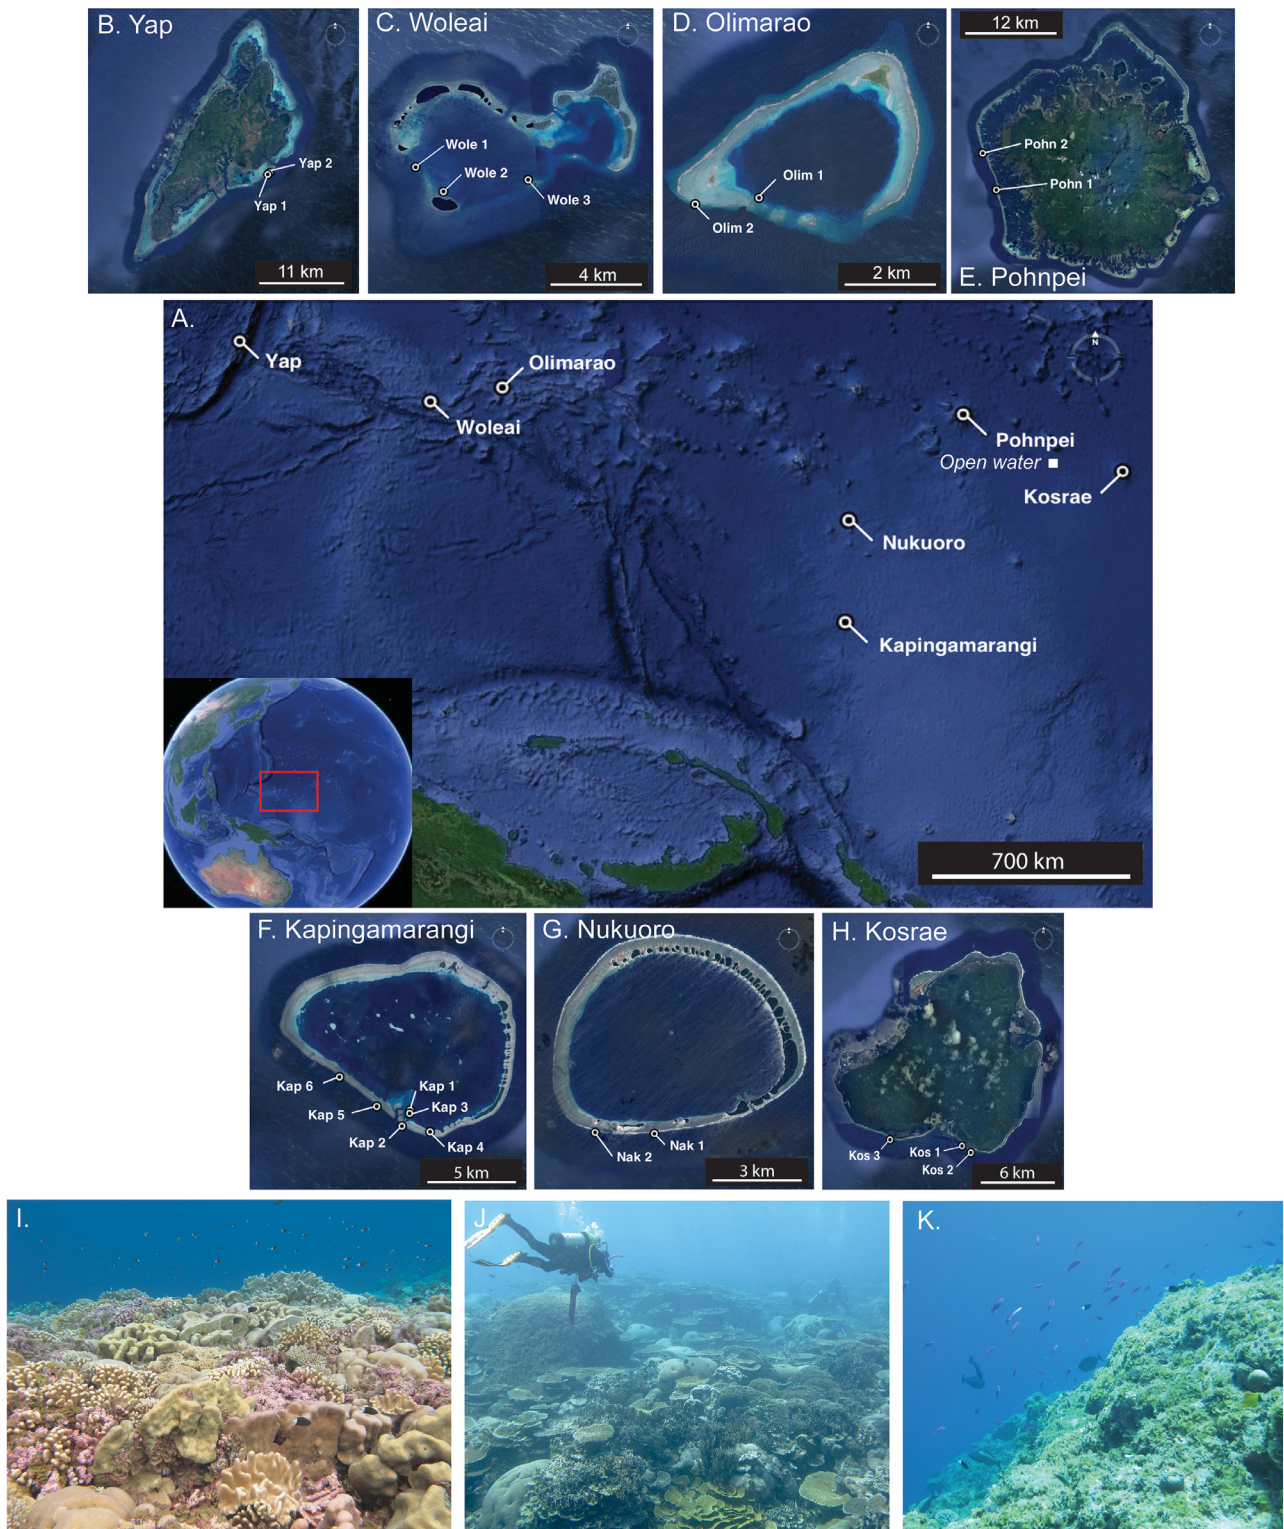 B. Yap
Yap 2
Yap 1
11 km
C. Woleai
Wole 1
Wole 2
Wole 3
4 km
D. Olimarao
Olim 1
Olim 2
2 km
12 km
Pohn 2
Pohn 1
E. Pohnpei
A.
N
Yap
Olimarao
Woleai
Pohnpei
Open water
Kosrae
Nukuoro
Kapingamarangi
700 km
F. Kapingamarangi
Kap 6
Kap 1
Kap 5
Kap 3
Kap 2
Kap 4
5 km
G. Nukuoro
Nak 1
Nak 2
3 km
H. Kosrae
Kos 3
Kos 1
Kos 2
6 km
I.
J.
K.